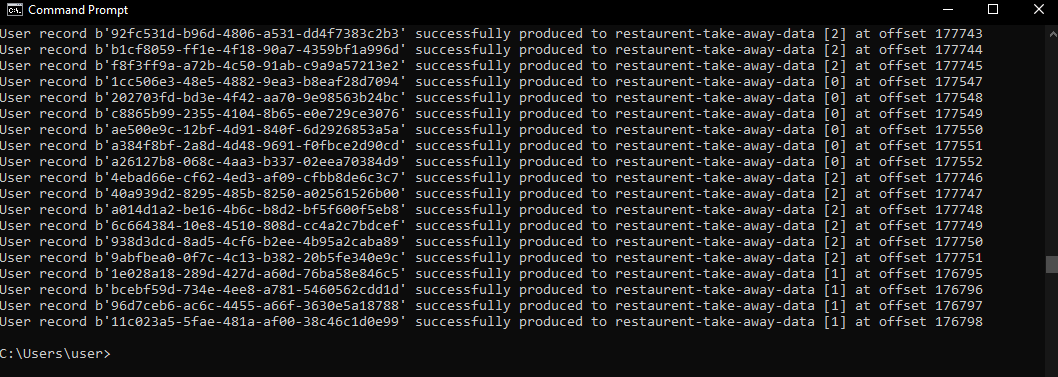 Command Prompt
User record b'92fc531d-b96d-4806-a531-dd4f7383c2b3' successfully produced to restaurent-take-away-data [2] at offset 177743
User record b'b1cf8059-ff1e-4f18-90a7-4359bf1a996d' successfully produced to restaurent-take-away-data [2] at offset 177744
User record b'f8f3ff9a-a72b-4c50-91ab-c9a9a57213e2' successfully produced to restaurent-take-away-data [2] at offset 177745
User record b'1cc506e3-48e5-4882-9ea3-b8eaf28d7094' successfully produced to restaurent-take-away-data [0] at offset 177547
User record b'202703fd-bd3e-4f42-aa70-9e98563b24bc' successfully produced to restaurent-take-away-data [0] at offset 177548
User record b'c8865b99-2355-4104-8b65-e0e729ce3076' successfully produced to restaurent-take-away-data [0] at offset 177549
User record b'ae500e9c-12bf-4d91-840f-6d2926853a5a' successfully produced to restaurent-take-away-data [0] at offset 177550
User record b'a384f8bf-2a8d-4d48-9691-f0fbce2d90cd' successfully produced to restaurent-take-away-data [0] at offset 177551
User record b'a26127b8-068c-4aa3-b337-02eea70384d9' successfully produced to restaurent-take-away-data [0] at offset 177552
User record b'4ebad66e-cf62-4ed3-af09-cfbb8de6c3c7' successfully produced to restaurent-take-away-data [2] at offset 177746
User record b'40a939d2-8295-485b-8250-a02561526b00' successfully produced to restaurent-take-away-data [2] at offset 177747
User record b'a014d1a2-be16-4b6c-b8d2-bf5f600f5eb8' successfully produced to restaurent-take-away-data [2] at offset 177748
User record b'6c664384-10e8-4510-808d-cc4a2c7bdcef' successfully produced to restaurent-take-away-data [2] at offset 177749
User record b'938d3dcd-8ad5-4cf6-b2ee-4b95a2caba89' successfully produced to restaurent-take-away-data [2] at offset 177750
User record b'9abfbea0-0f7c-4c13-b382-20b5fe340e9c' successfully produced to restaurent-take-away-data [2] at offset 177751
User record b'1e028a18-289d-427d-a60d-76ba58e846c5' successfully produced to restaurent-take-away-data [1] at offset 176795
User record b'bcebf59d-734e-4ee8-a781-5460562cdd1d' successfully produced to restaurent-take-away-data [1] at offset 176796
User record b'96d7ceb6-ac6c-4455-a66f-3630e5a18788' successfully produced to restaurent-take-away-data [1] at offset 176797
User record b'11c023a5-5fae-481a-af00-38c46c1d0e99' successfully produced to restaurent-take-away-data [1] at offset 176798
C:\Users\user>